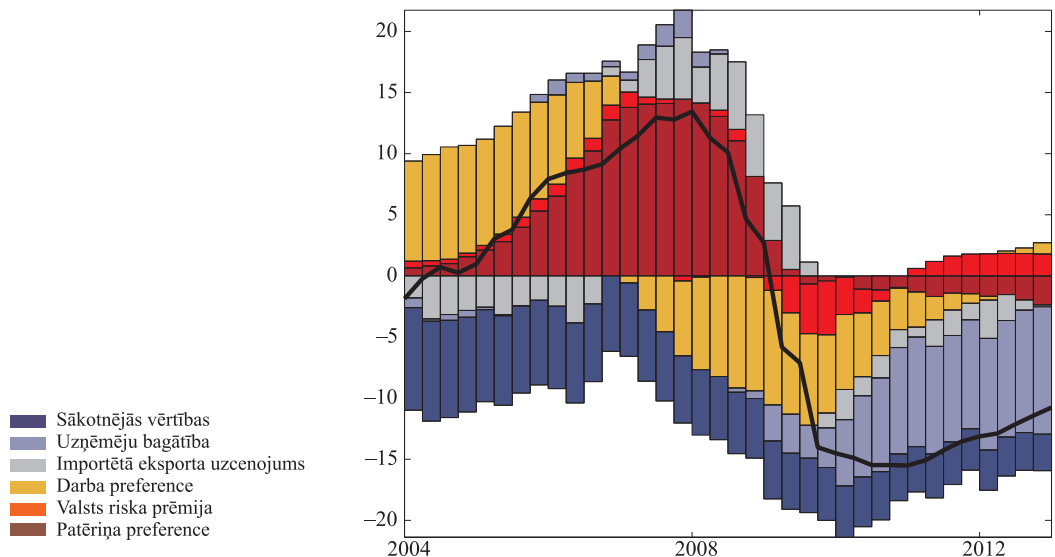 20
15
10
5
0
−5
−10
−15
−20
2004 2008 2012
Sākotnējās vērtības
Uzņēmēju bagātība
Importētā eksporta uzcenojums
Darba preference
Valsts riska prēmija
Patēriņa preference